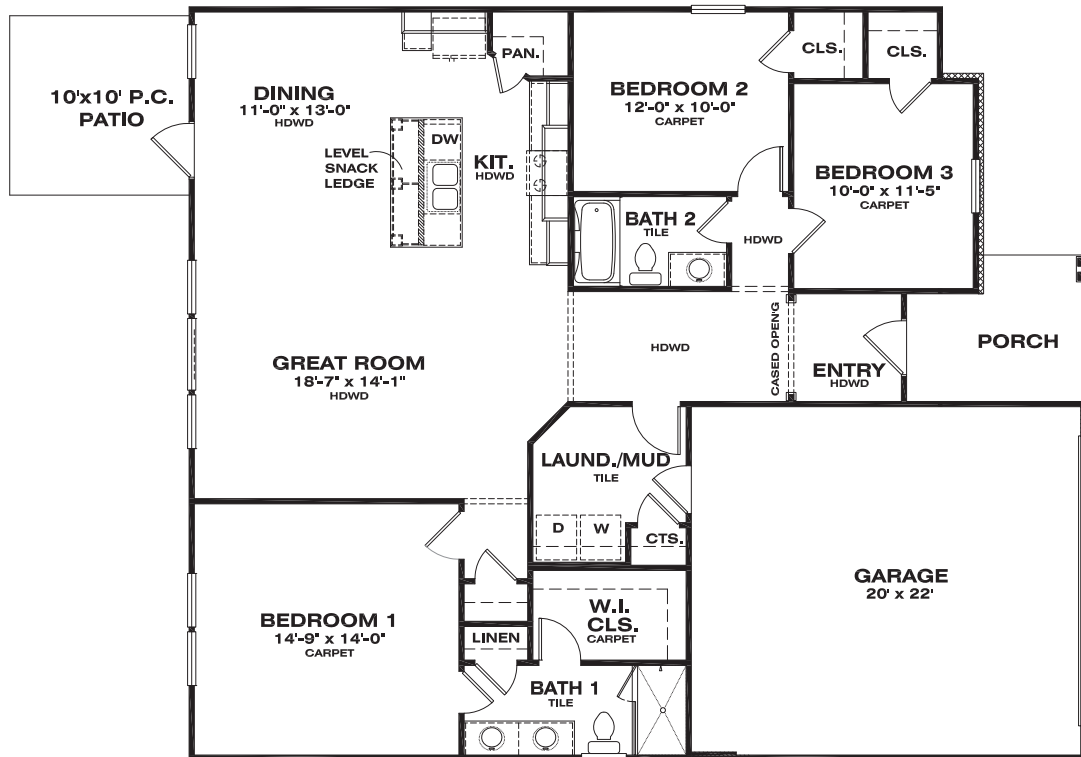 10'x10' P.C.
PATIO
DINING
11'-0" x 13'-0"
HDWD
LEVEL
SNACK
LEDGE
DW
KIT.
HDWD
PAN.
BEDROOM 2
12'-0" x 10'-0"
CARPET
CLS.
CLS.
BEDROOM 3
10'-0" x 11'-5"
CARPET
BATH 2
TILE
HDWD
GREAT ROOM
18'-7" x 14'-1"
HDWD
HDWD
CASED OPEN'G
ENTRY
HDWD
PORCH
LAUND./MUD
TILE
D
W
CTS.
GARAGE
20' x 22'
BEDROOM 1
14'-9" x 14'-0"
CARPET
LINEN
W.I.
CLS.
CARPET
BATH 1
TILE